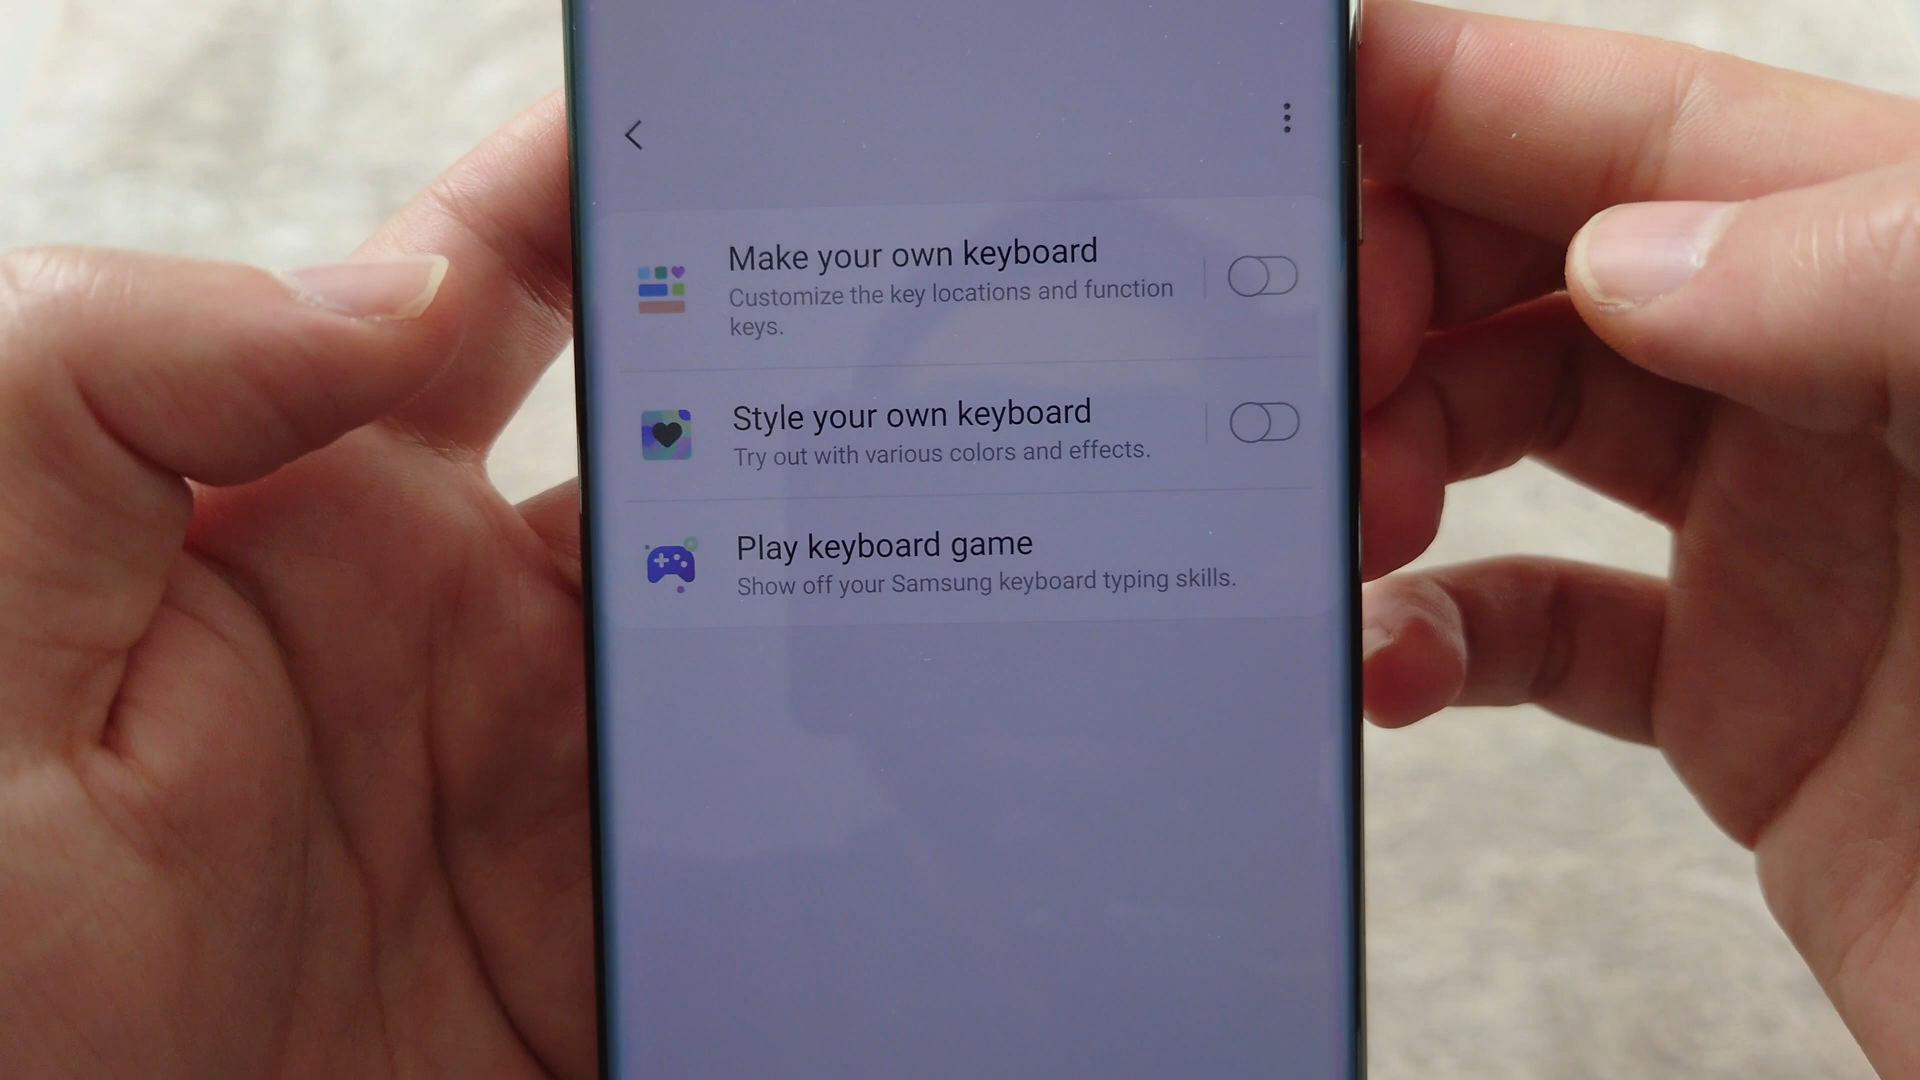 Make your own keyboard
Customize the key locations and function
keys.
Style your own keyboard
Try out with various colors and effects.
Play keyboard game
Show off your Samsung keyboard typing skills.